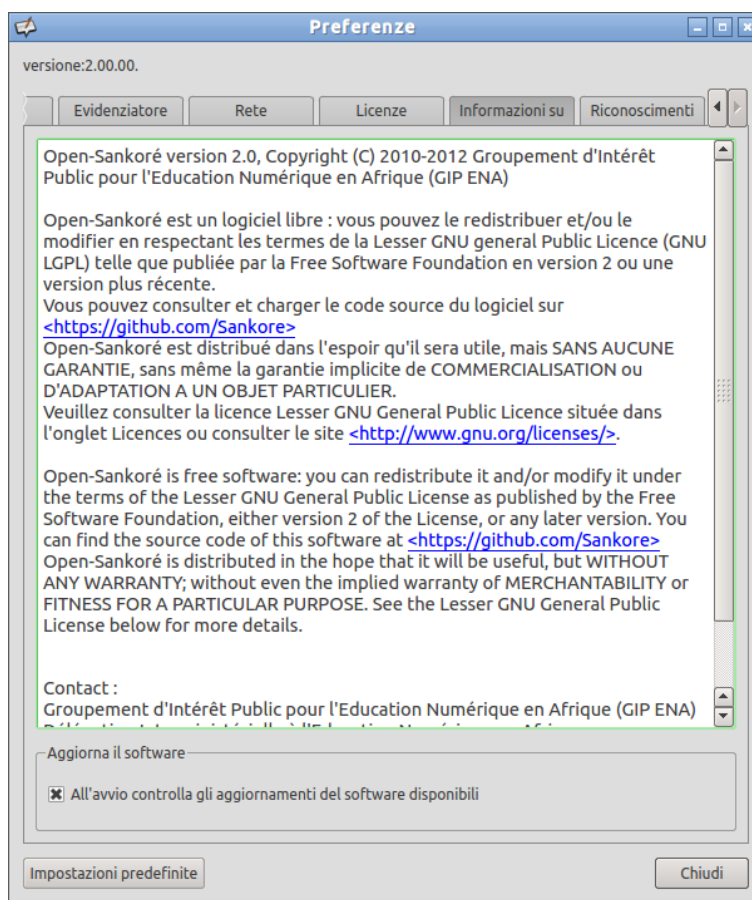 Preferenze
versione:2.00.00.
Evidenziatore Rete Licenze Informazioni su Riconoscimenti
Open-Sankoré version 2.0, Copyright (C) 2010-2012 Groupement d'Intérêt
Public pour l'Education Numérique en Afrique (GIP ENA)
Open-Sankoré est un logiciel libre : vous pouvez le redistribuer et/ou le
modifier en respectant les termes de la Lesser GNU general Public Licence (GNU
LGPL) telle que publiée par la Free Software Foundation en version 2 ou une
version plus récente.
Vous pouvez consulter et charger le code source du logiciel sur
<https://github.com/Sankore>
Open-Sankoré est distribué dans l'espoir qu'il sera utile, mais SANS AUCUNE
GARANTIE, sans même la garantie implicite de COMMERCIALISATION ou
D'ADAPTATION A UN OBJET PARTICULIER.
Veuillez consulter la licence Lesser GNU General Public Licence située dans
l'onglet Licences ou consulter le site <http://www.gnu.org/licenses/>.
Open-Sankoré is free software: you can redistribute it and/or modify it under
the terms of the Lesser GNU General Public License as published by the Free
Software Foundation, either version 2 of the License, or any later version. You
can find the source code of this software at <https://github.com/Sankore>
Open-Sankoré is distributed in the hope that it will be useful, but WITHOUT
ANY WARRANTY; without even the implied warranty of MERCHANTABILITY or
FITNESS FOR A PARTICULAR PURPOSE. See the Lesser GNU General Public
License below for more details.
Contact :
Groupement d'Intérêt Public pour l'Education Numérique en Afrique (GIP ENA)
Aggiorna il software
All'avvio controlla gli aggiornamenti del software disponibili
Impostazioni predefinite Chiudi